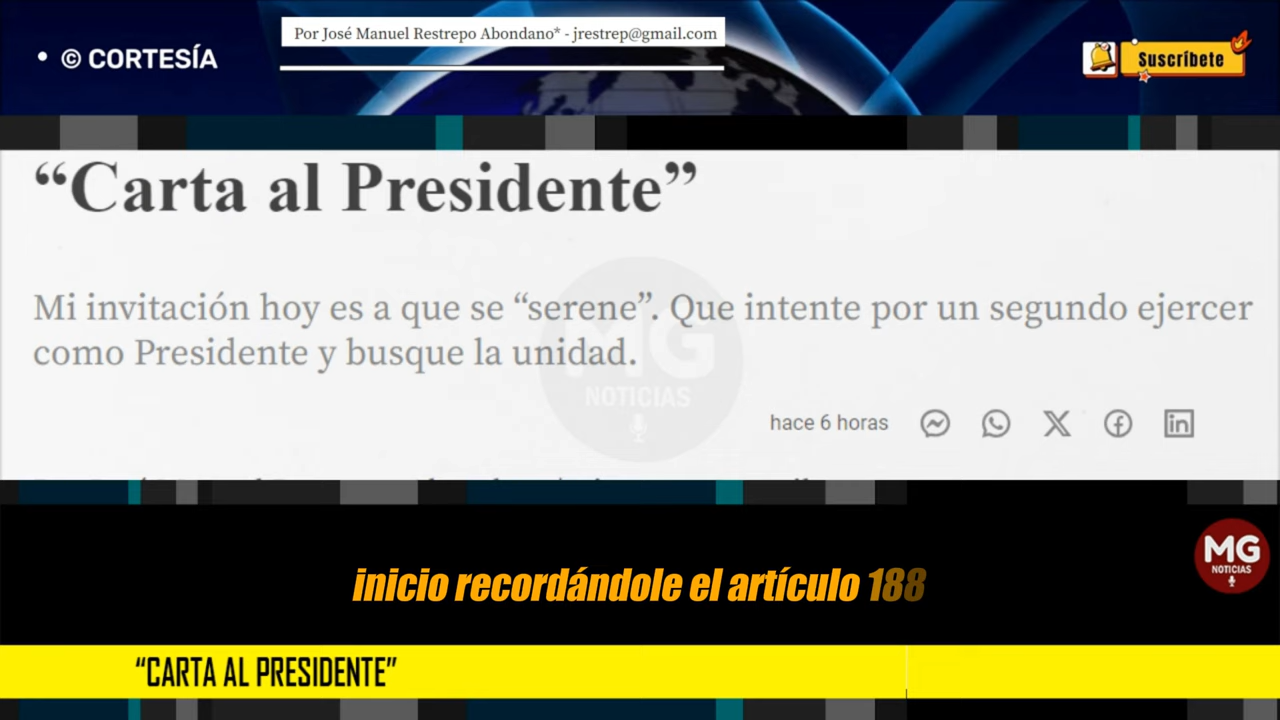 Por José Manuel Restrepo Abondano* - jrestrep@gmail.com
• © CORTESÍA
Suscríbete
“Carta al Presidente”
Mi invitación hoy es a que se “serene”. Que intente por un segundo ejercer
como Presidente y busque la unidad.
MG
NOTICIAS
hace 6 horas
inicio recordándole el artículo 188
MG
NOTICIAS
“CARTA AL PRESIDENTE”